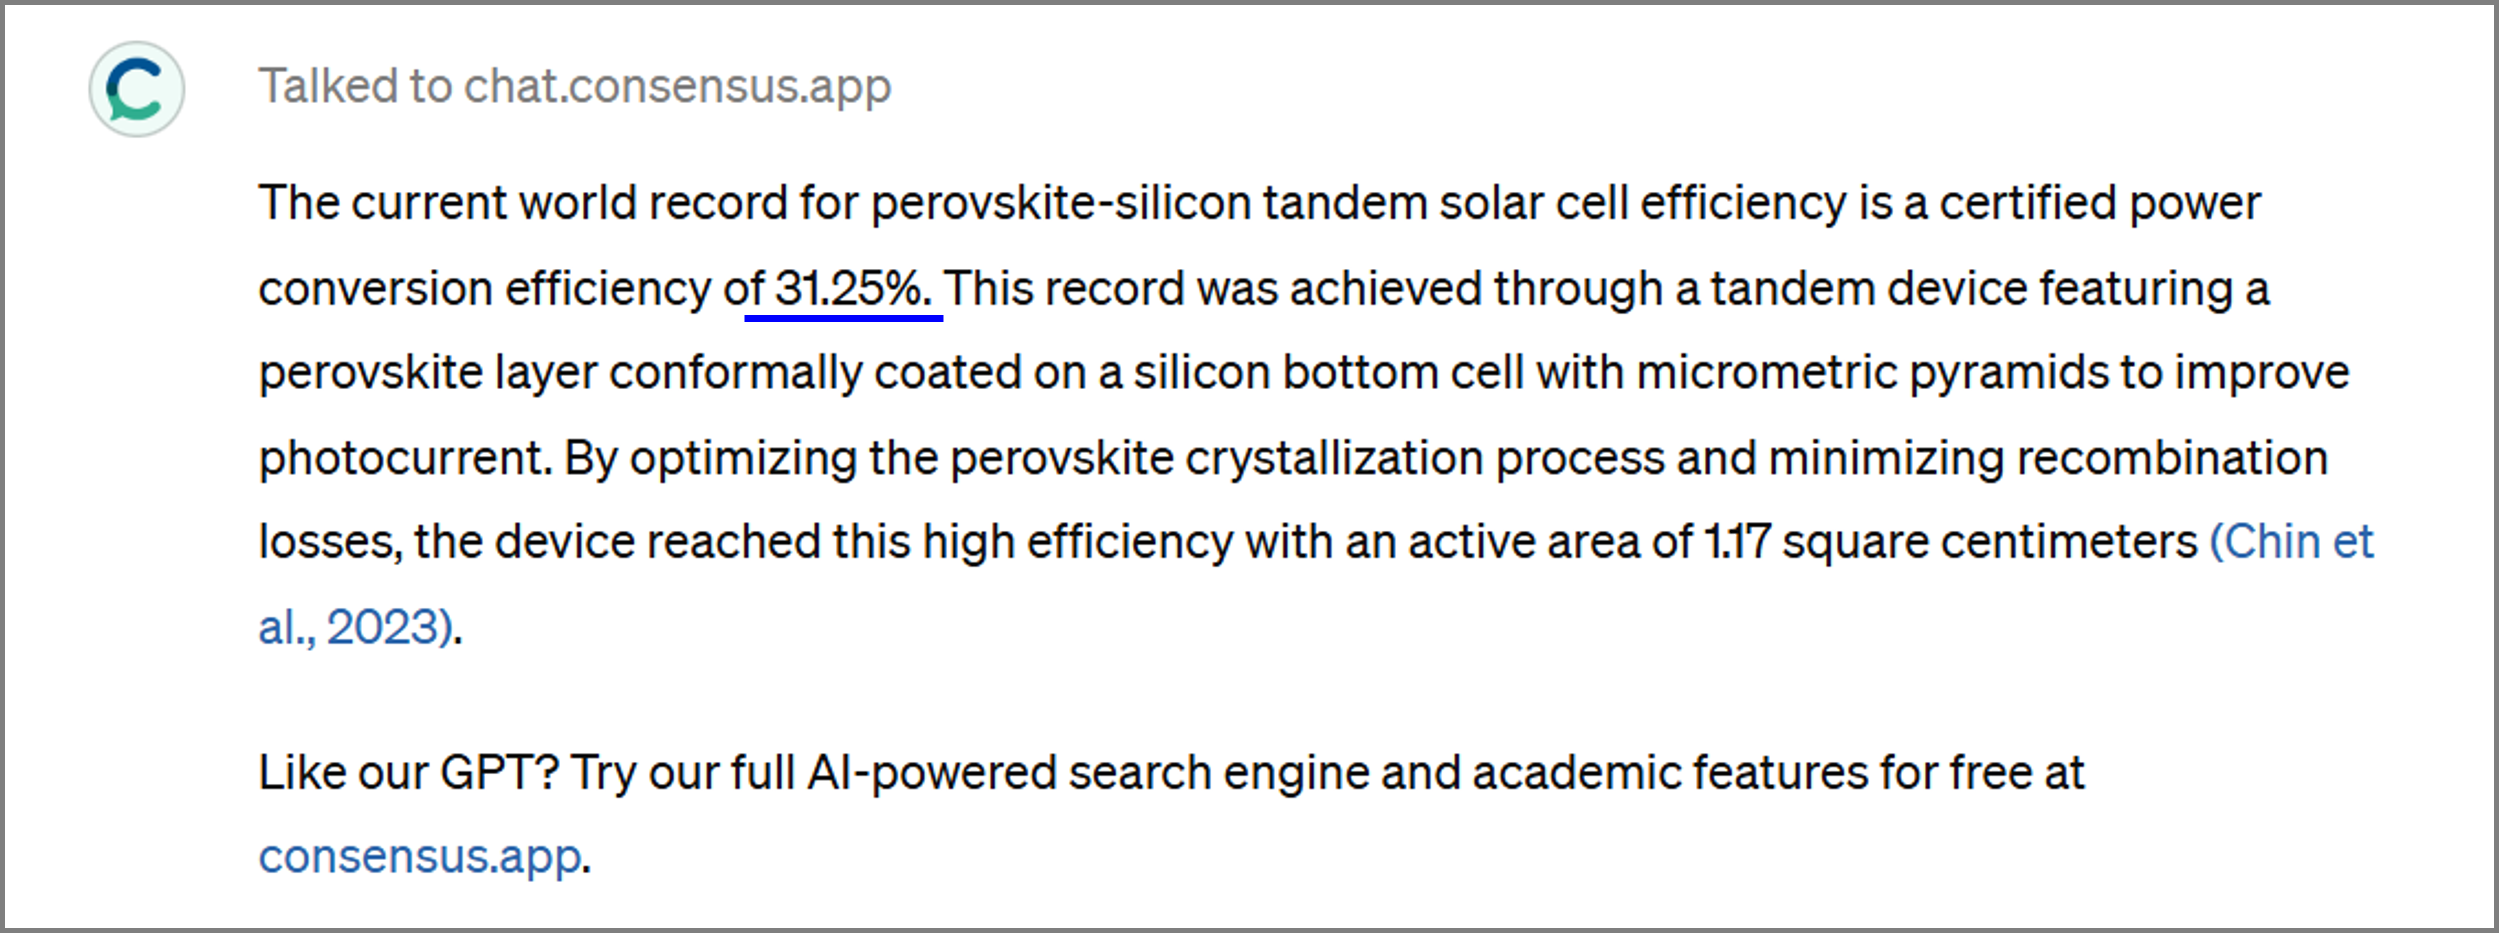 Talked to chat.consensus.app
The current world record for perovskite-silicon tandem solar cell efficiency is a certified power
conversion efficiency of 31.25%. This record was achieved through a tandem device featuring a
perovskite layer conformally coated on a silicon bottom cell with micrometric pyramids to improve
photocurrent. By optimizing the perovskite crystallization process and minimizing recombination
losses, the device reached this high efficiency with an active area of 1.17 square centimeters (Chin et
al., 2023).
Like our GPT? Try our full AI-powered search engine and academic features for free at
consensus.app.